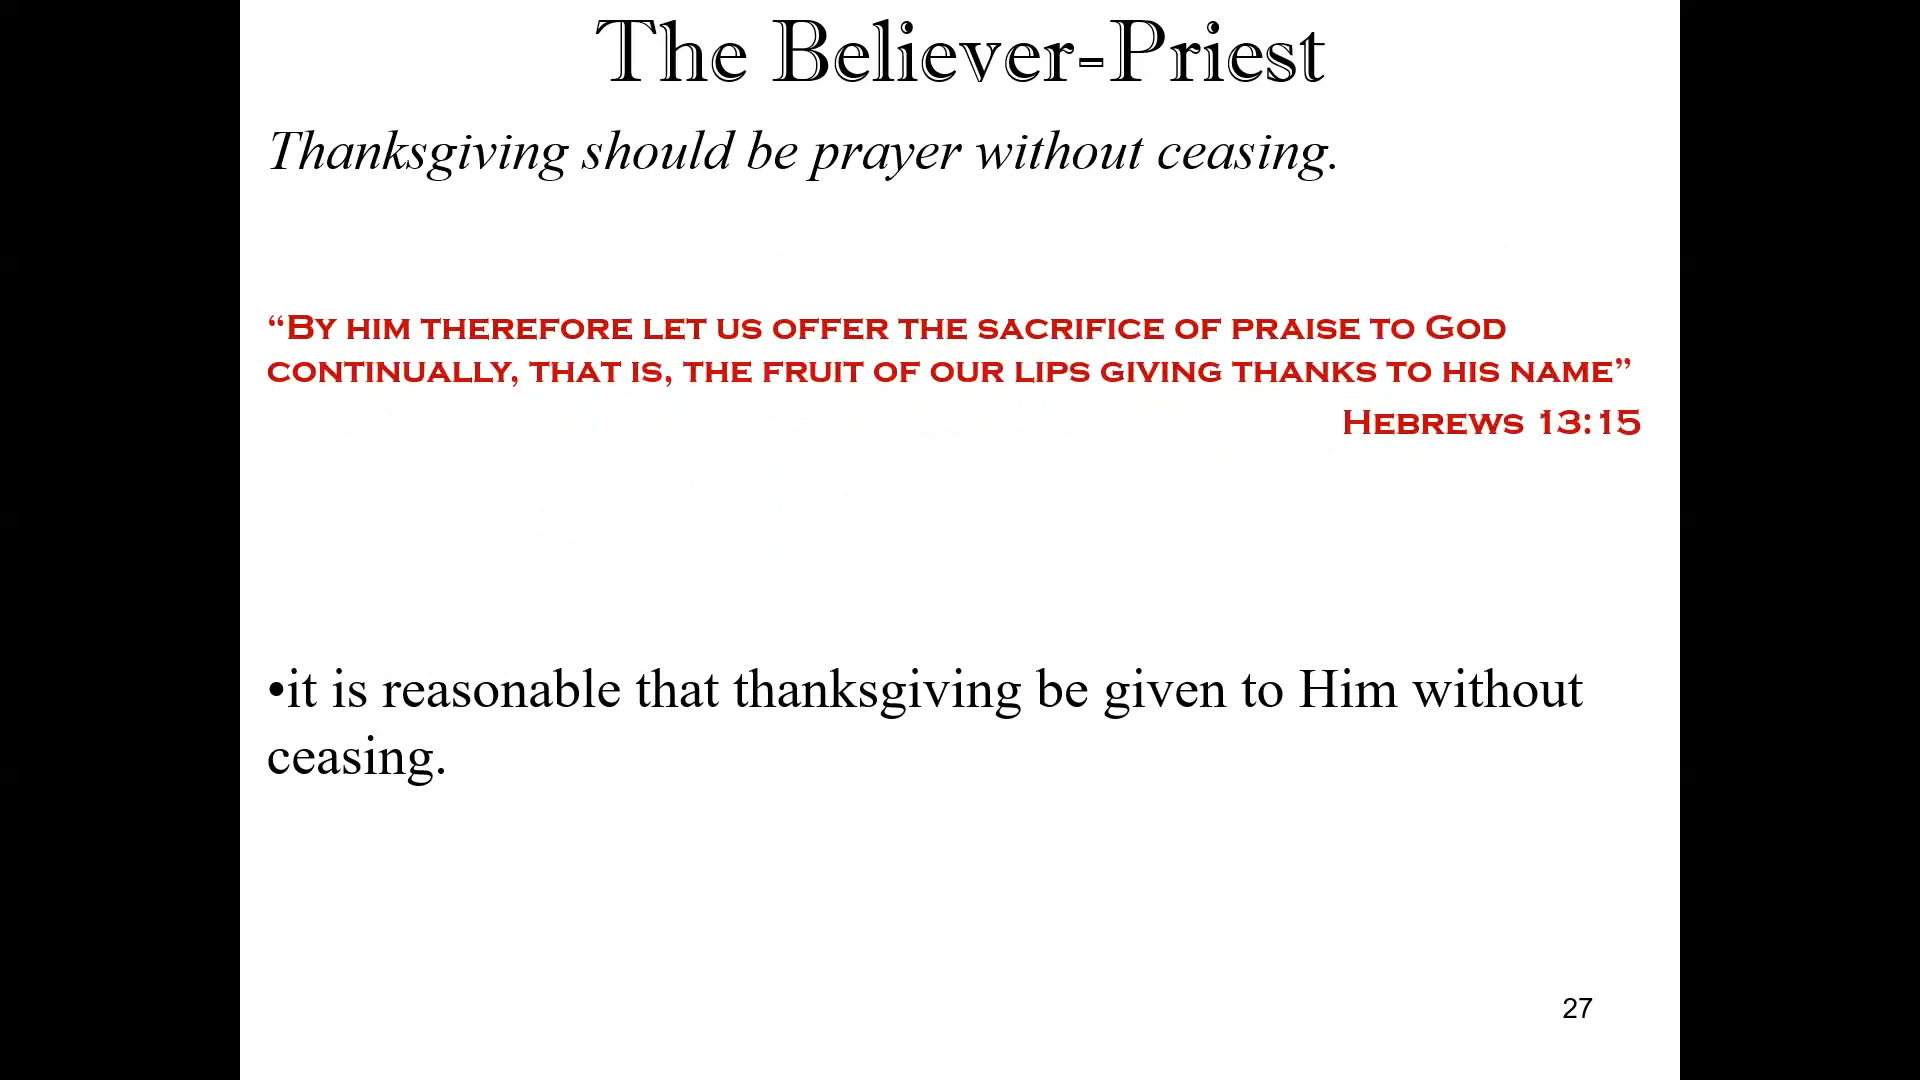 The Believer-Priest
Thanksgiving should be prayer without ceasing.
“By him therefore let us offer the sacrifice of praise to God
continually, that is, the fruit of our lips giving thanks to his name”
Hebrews 13:15
•it is reasonable that thanksgiving be given to Him without
ceasing.
27